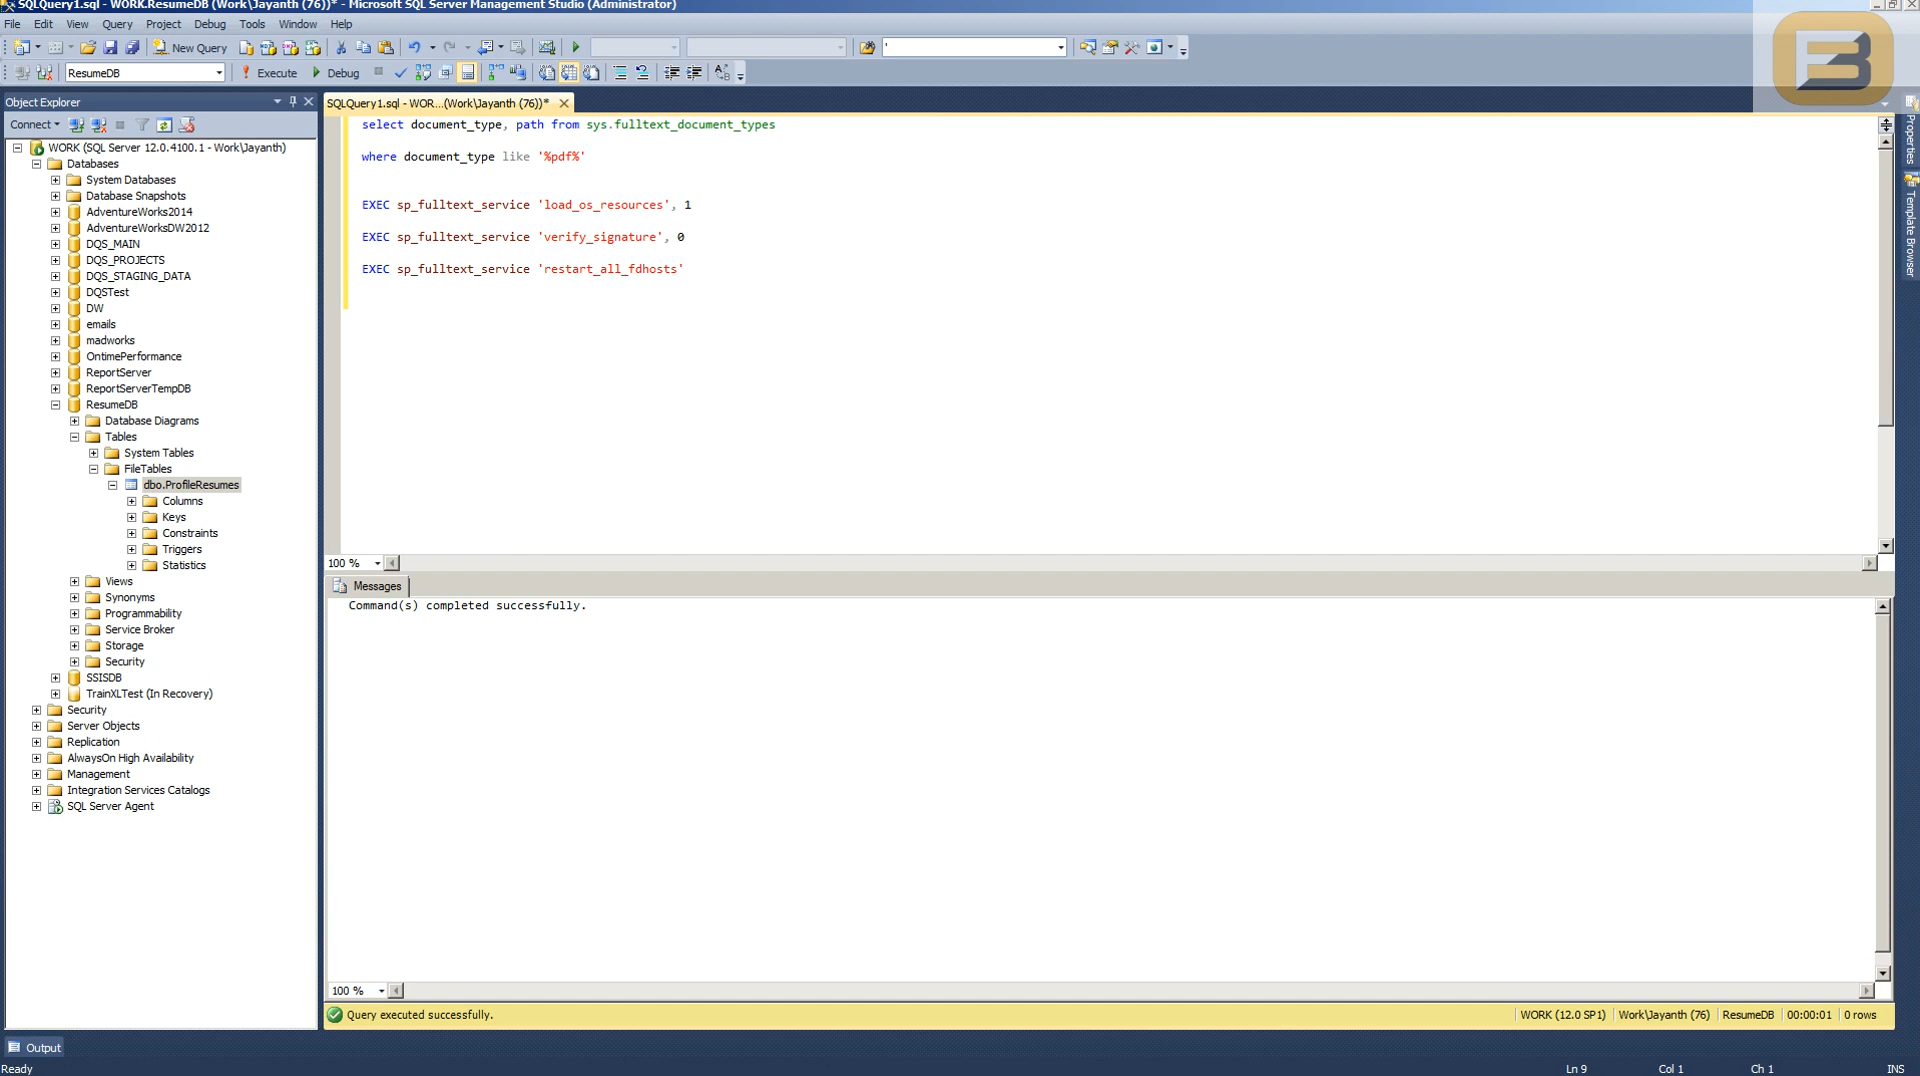 SQLQuery1.sql - WORK.ResumeDB (Work\Jayanth (76))* - Microsoft SQL Server Management Studio (Administrator)
File Edit View Query Project Debug Tools Window Help
New Query
'
ResumeDB Execute Debug
Object Explorer
SQLQuery1.sql - WOR...(Work\Jayanth (76))*
Connect
WORK (SQL Server 12.0.4100.1 - Work\Jayanth)
Databases
System Databases
Database Snapshots
AdventureWorks2014
AdventureWorksDW2012
DQS_MAIN
DQS_PROJECTS
DQS_STAGING_DATA
DQSTest
DW
emails
madworks
OntimePerformance
ReportServer
ReportServerTempDB
ResumeDB
Database Diagrams
Tables
System Tables
FileTables
dbo.ProfileResumes
Columns
Keys
Constraints
Triggers
Statistics
Views
Synonyms
Programmability
Service Broker
Storage
Security
SSISDB
TrainXLTest (In Recovery)
Security
Server Objects
Replication
AlwaysOn High Availability
Management
Integration Services Catalogs
SQL Server Agent
select document_type, path from sys.fulltext_document_types
where document_type like '%pdf%'
EXEC sp_fulltext_service 'load_os_resources', 1
EXEC sp_fulltext_service 'verify_signature', 0
EXEC sp_fulltext_service 'restart_all_fdhosts'
100 %
Messages
Command(s) completed successfully.
100 %
Query executed successfully. WORK (12.0 SP1) Work\Jayanth (76) ResumeDB 00:00:01 0 rows
Properties
Template Browser
Output
Ready Ln 9 Col 1 Ch 1 INS